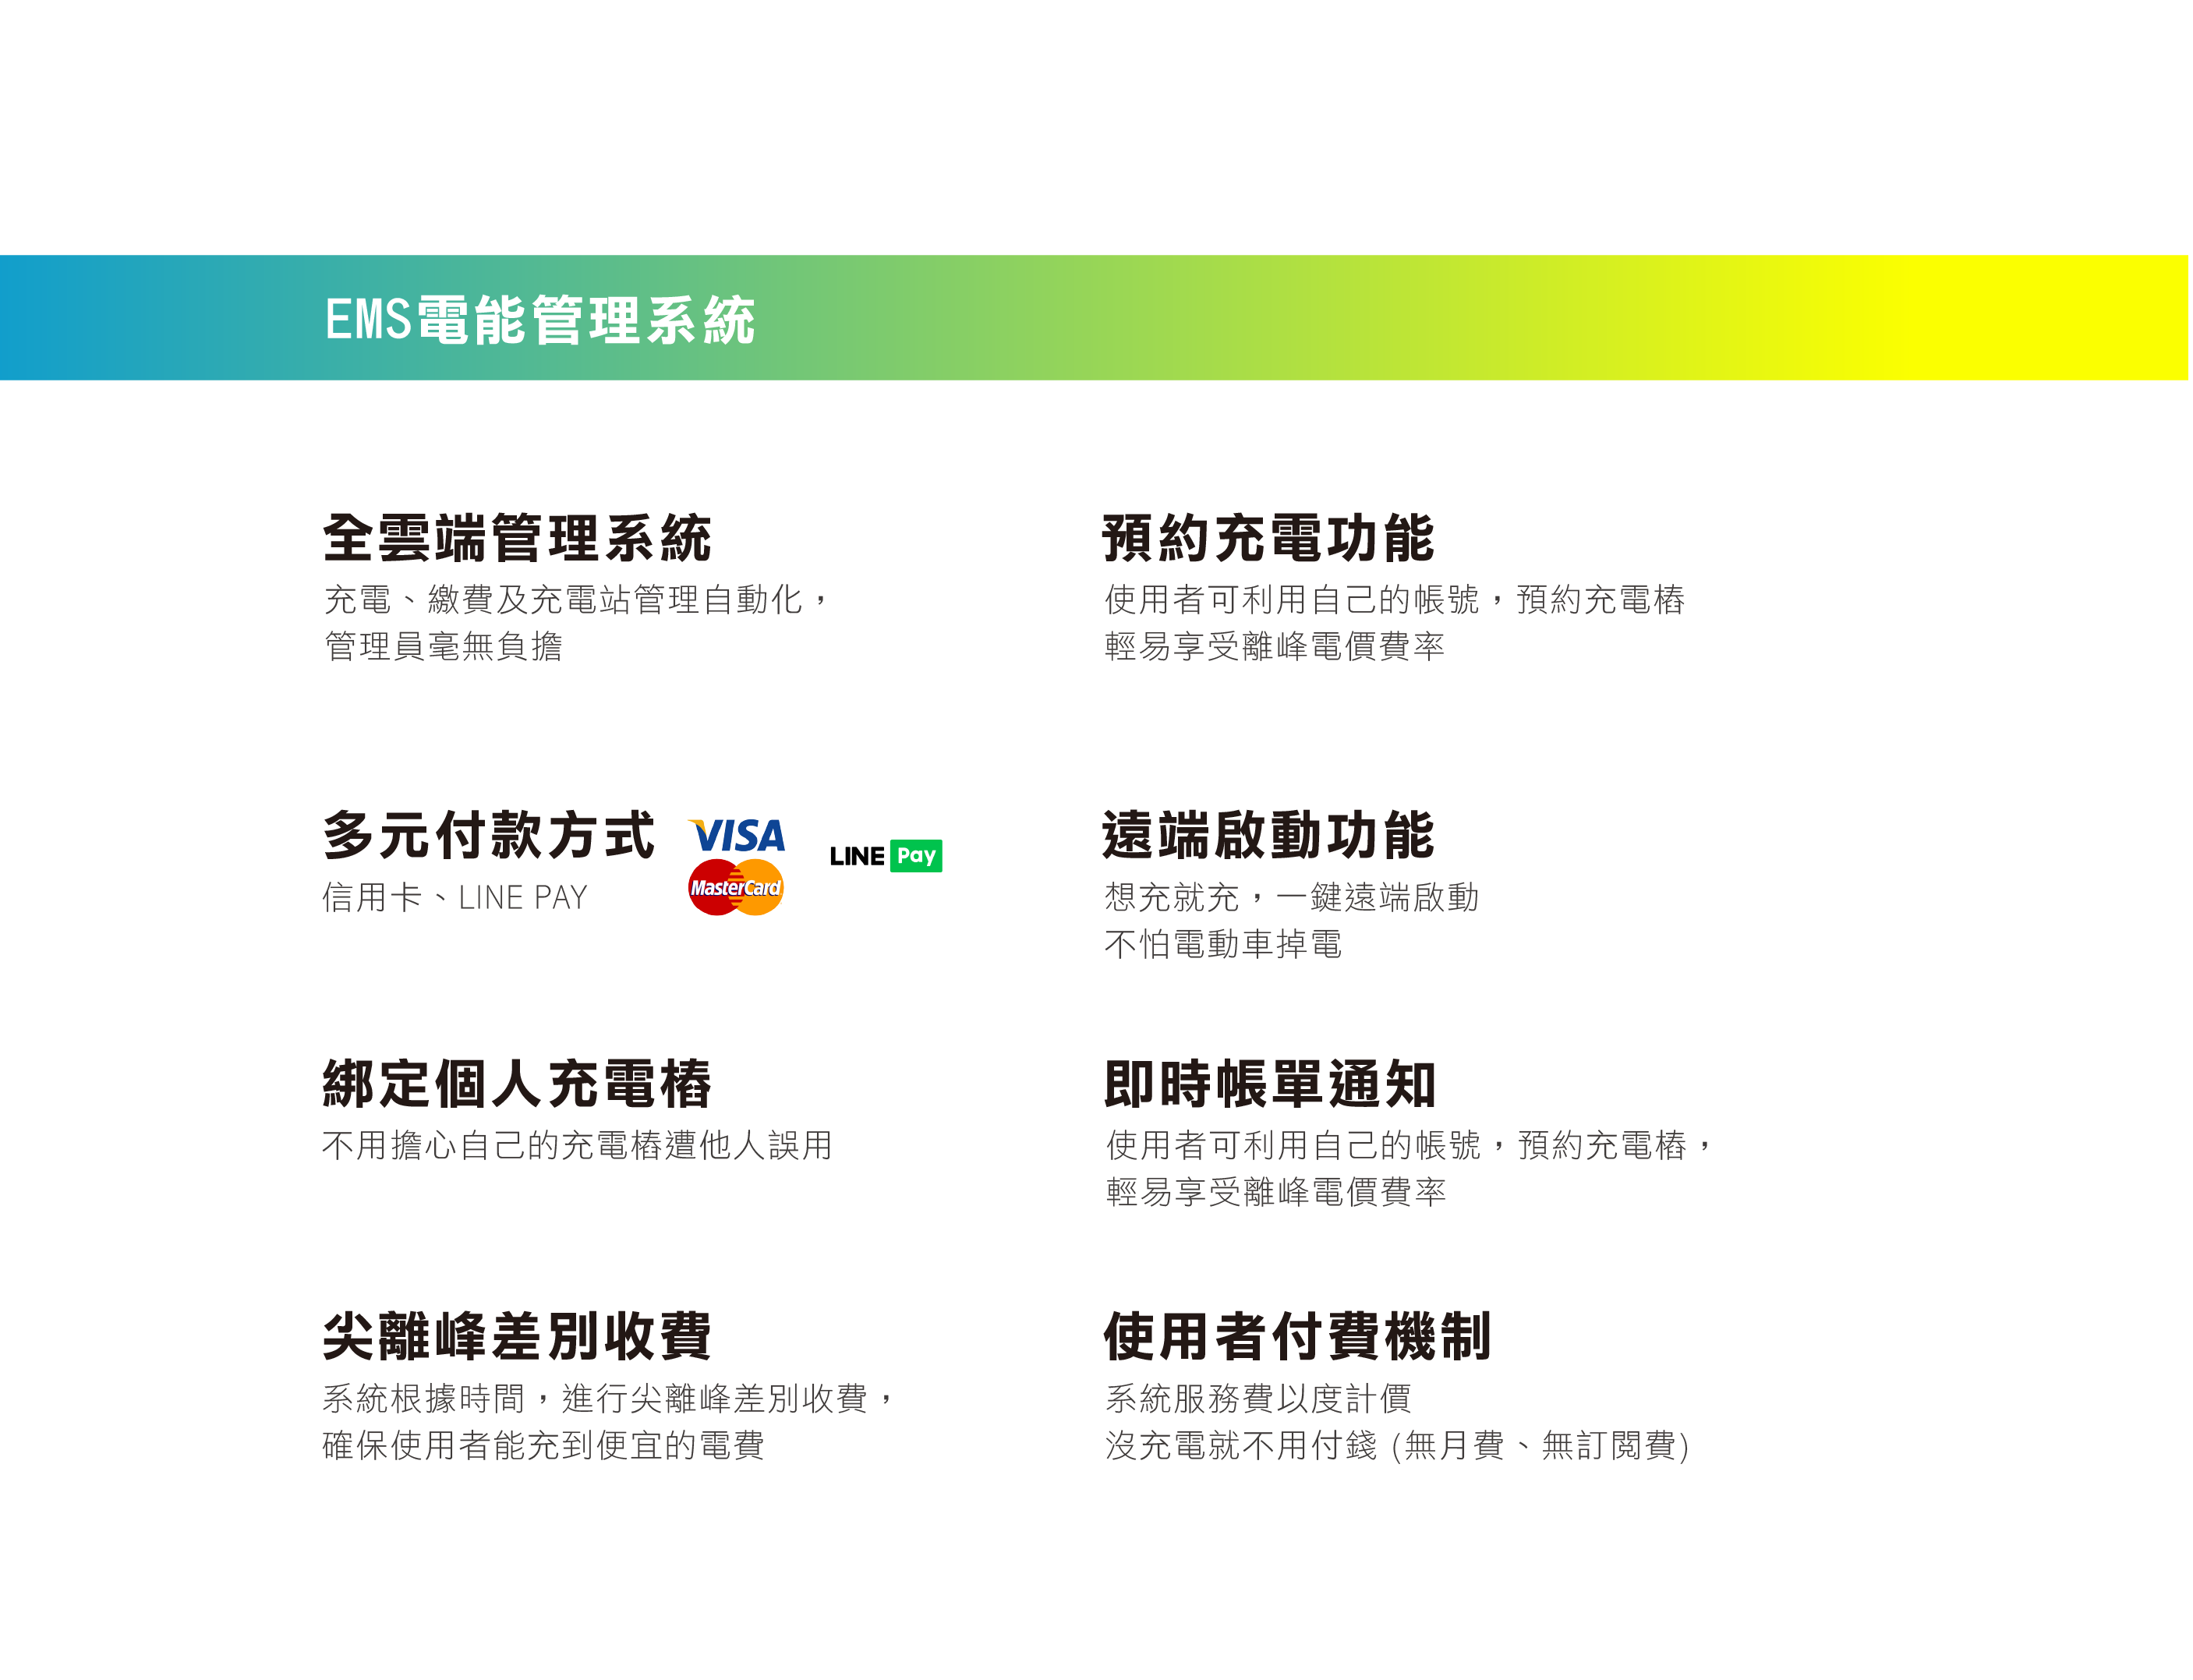 EMS電能管理系統
全雲端管理系統
充電、繳費及充電站管理自動化，
管理員毫無負擔
預約充電功能
使用者可利用自己的帳號，預約充電樁
輕易享受離峰電價費率
多元付款方式
信用卡、LINE PAY
VISA
MasterCard
LINE Pay
遠端啟動功能
想充就充，一鍵遠端啟動
不怕電動車掉電
綁定個人充電樁
不用擔心自己的充電樁遭他人誤用
即時帳單通知
使用者可利用自己的帳號，預約充電樁，
輕易享受離峰電價費率
尖離峰差別收費
系統根據時間，進行尖離峰差別收費，
確保使用者能充到便宜的電費
使用者付費機制
系統服務費以度計價
沒充電就不用付錢 (無月費、無訂閱費)